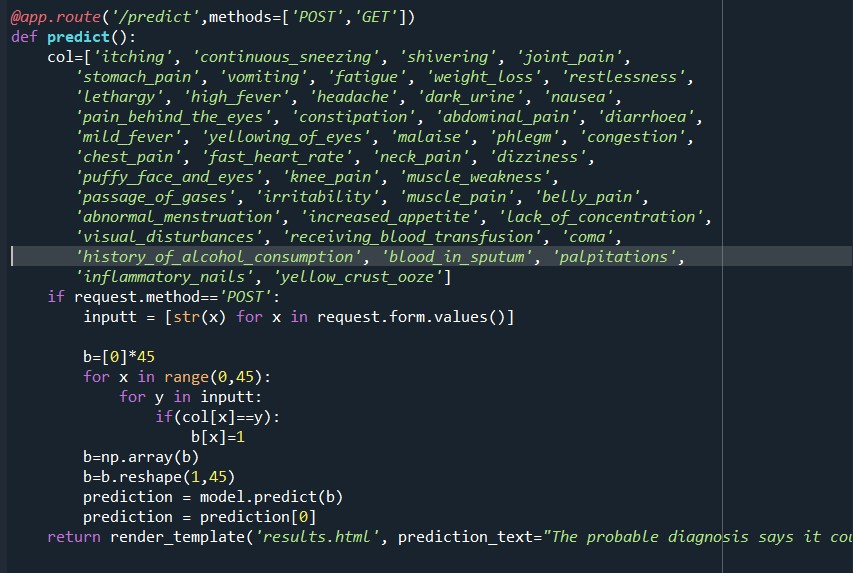 @app.route('/predict',methods=['POST','GET'])
def predict():
    col=['itching', 'continuous_sneezing', 'shivering', 'joint_pain',
       'stomach_pain', 'vomiting', 'fatigue', 'weight_loss', 'restlessness',
       'lethargy', 'high_fever', 'headache', 'dark_urine', 'nausea',
       'pain_behind_the_eyes', 'constipation', 'abdominal_pain', 'diarrhoea',
       'mild_fever', 'yellowing_of_eyes', 'malaise', 'phlegm', 'congestion',
       'chest_pain', 'fast_heart_rate', 'neck_pain', 'dizziness',
       'puffy_face_and_eyes', 'knee_pain', 'muscle_weakness',
       'passage_of_gases', 'irritability', 'muscle_pain', 'belly_pain',
       'abnormal_menstruation', 'increased_appetite', 'lack_of_concentration',
       'visual_disturbances', 'receiving_blood_transfusion', 'coma',
       'history_of_alcohol_consumption', 'blood_in_sputum', 'palpitations',
       'inflammatory_nails', 'yellow_crust_ooze']
    if request.method=='POST':
        inputt = [str(x) for x in request.form.values()]
        b=[0]*45
        for x in range(0,45):
            for y in inputt:
                if(col[x]==y):
                    b[x]=1
        b=np.array(b)
        b=b.reshape(1,45)
        prediction = model.predict(b)
        prediction = prediction[0]
    return render_template('results.html', prediction_text="The probable diagnosis says it